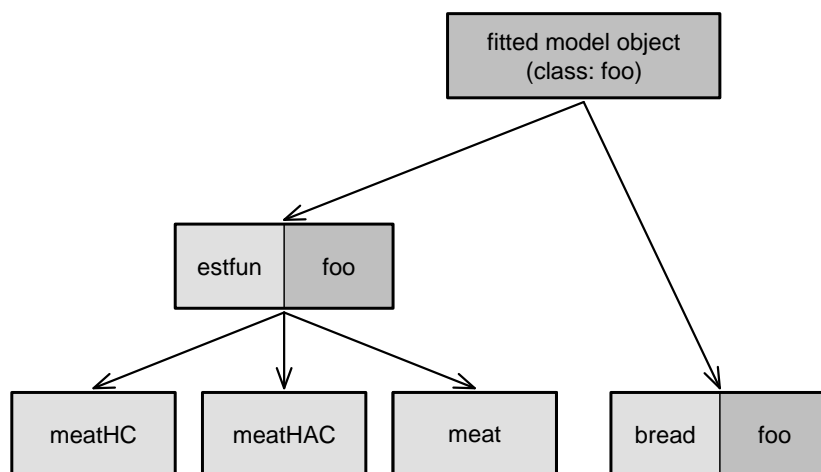 fitted model object
(class: foo)
estfun foo
meatHC meatHAC meat bread foo